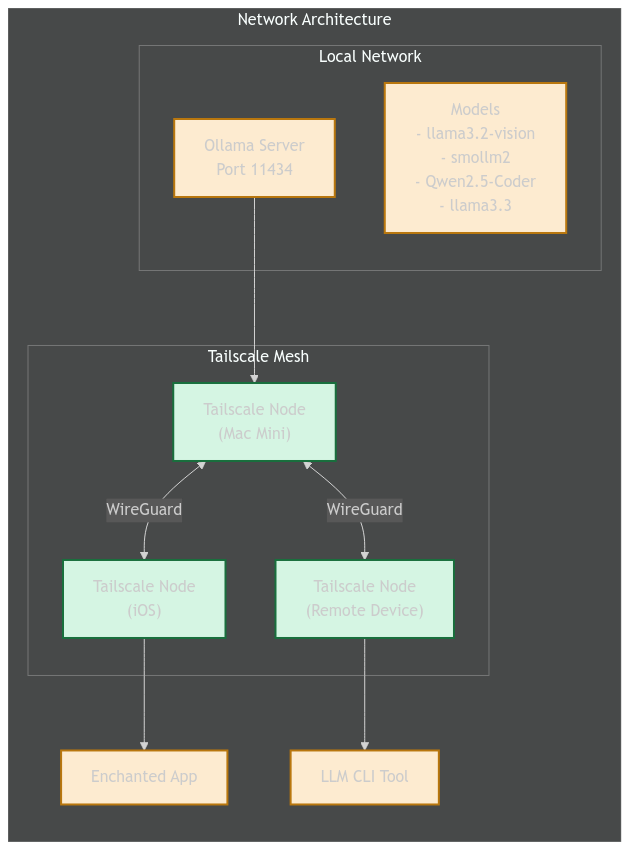 Network Architecture
Local Network
Ollama Server
Port 11434
Models
- llama3.2-vision
- smollm2
- Qwen2.5-Coder
- llama3.3
Tailscale Mesh
Tailscale Node
(Mac Mini)
WireGuard
WireGuard
Tailscale Node
(iOS)
Tailscale Node
(Remote Device)
Enchanted App
LLM CLI Tool